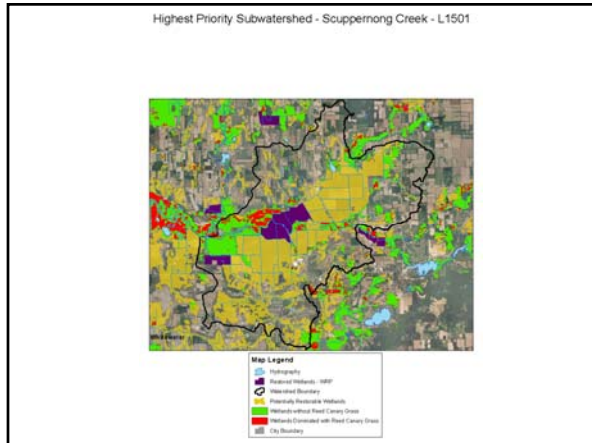 Highest Priority Subwatershed - Scuppernong Creek - L1501
Whitewater
Map Legend
Hydrography
Restored Wetlands - WRP
Watershed Boundary
Potentially Restorable Wetlands
Wetlands without Reed Canary Grass
Wetlands Dominated with Reed Canary Grass
City Boundary